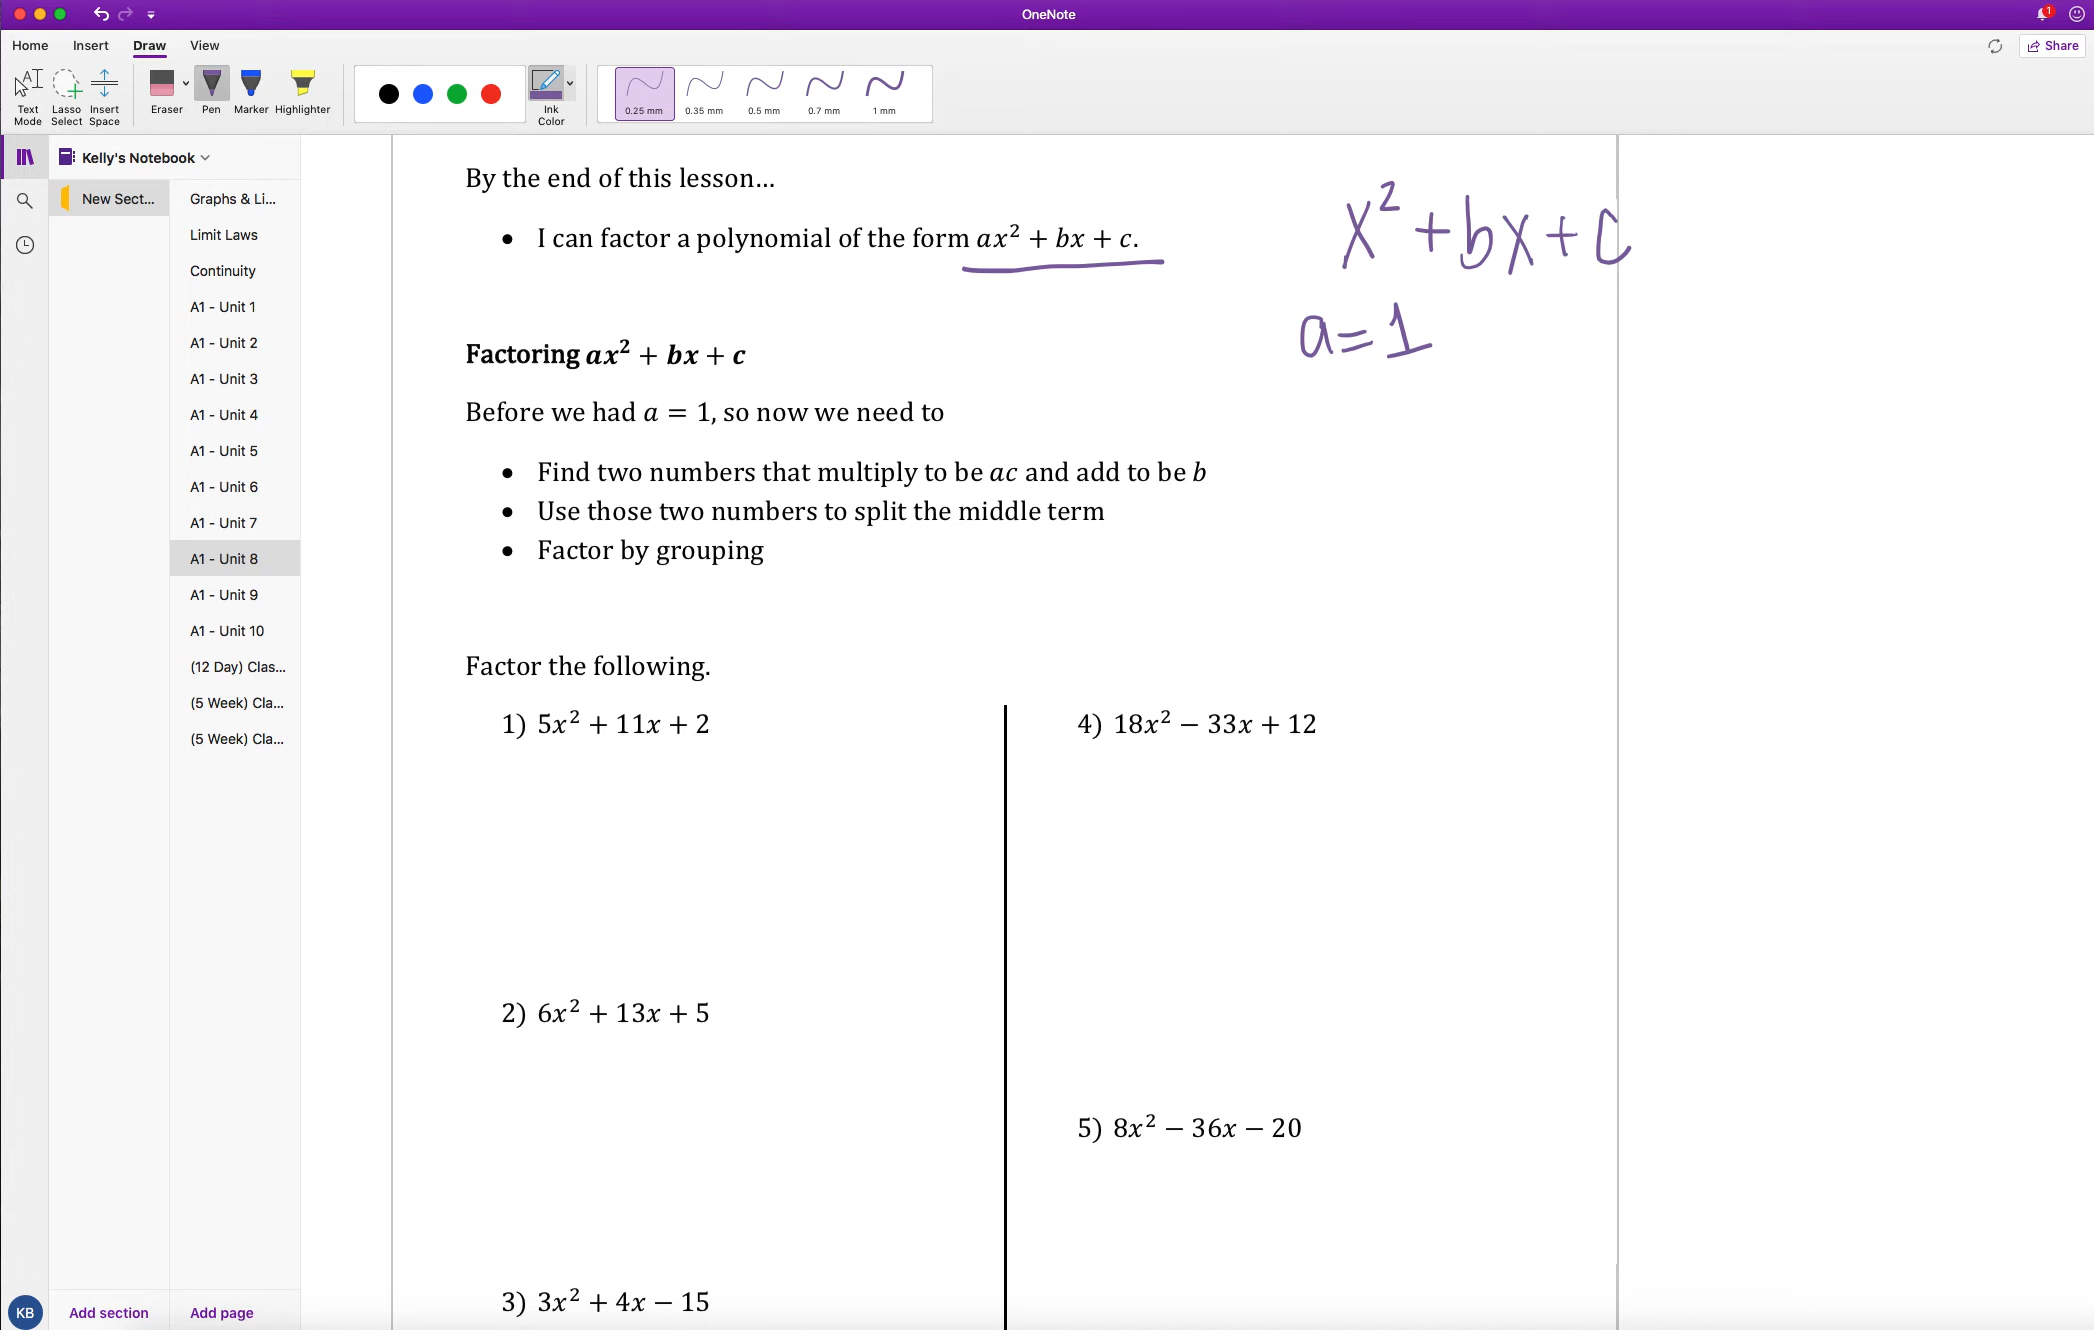 OneNote
1
Home Insert Draw View
Share
Text Mode
Lasso Select
Insert Space
Eraser
Pen
Marker
Highlighter
Ink Color
0.25 mm
0.35 mm
0.5 mm
0.7 mm
1 mm
Kelly's Notebook
New Sect...
Graphs & Li...
Limit Laws
Continuity
A1 - Unit 1
A1 - Unit 2
A1 - Unit 3
A1 - Unit 4
A1 - Unit 5
A1 - Unit 6
A1 - Unit 7
A1 - Unit 8
A1 - Unit 9
A1 - Unit 10
(12 Day) Clas...
(5 Week) Cla...
(5 Week) Cla...
KB
Add section
Add page
By the end of this lesson...
• I can factor a polynomial of the form ax² + bx + c.
x² + bx + c
a = 1
Factoring ax² + bx + c
Before we had a = 1, so now we need to
• Find two numbers that multiply to be ac and add to be b
• Use those two numbers to split the middle term
• Factor by grouping
Factor the following.
1) 5x² + 11x + 2
2) 6x² + 13x + 5
3) 3x² + 4x − 15
4) 18x² − 33x + 12
5) 8x² − 36x − 20